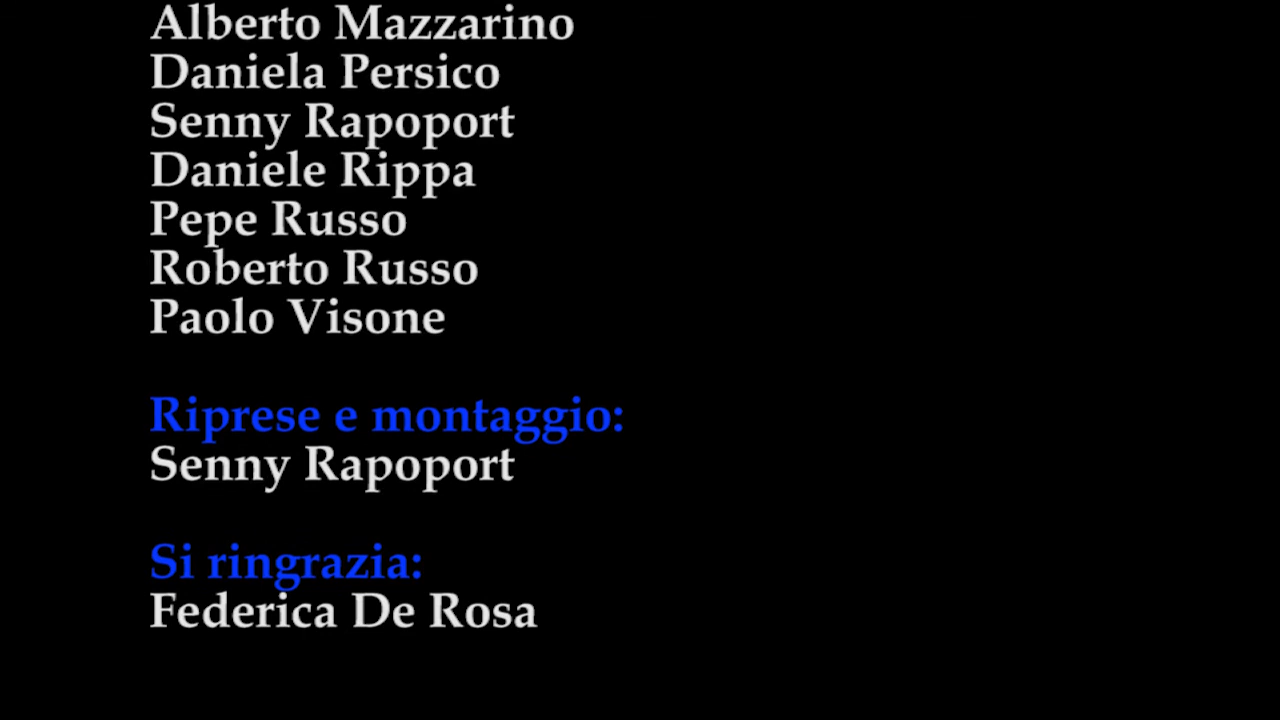 Alberto Mazzarino
Daniela Persico
Senny Rapoport
Daniele Rippa
Pepe Russo
Roberto Russo
Paolo Visone
Riprese e montaggio:
Senny Rapoport
Si ringrazia:
Federica De Rosa